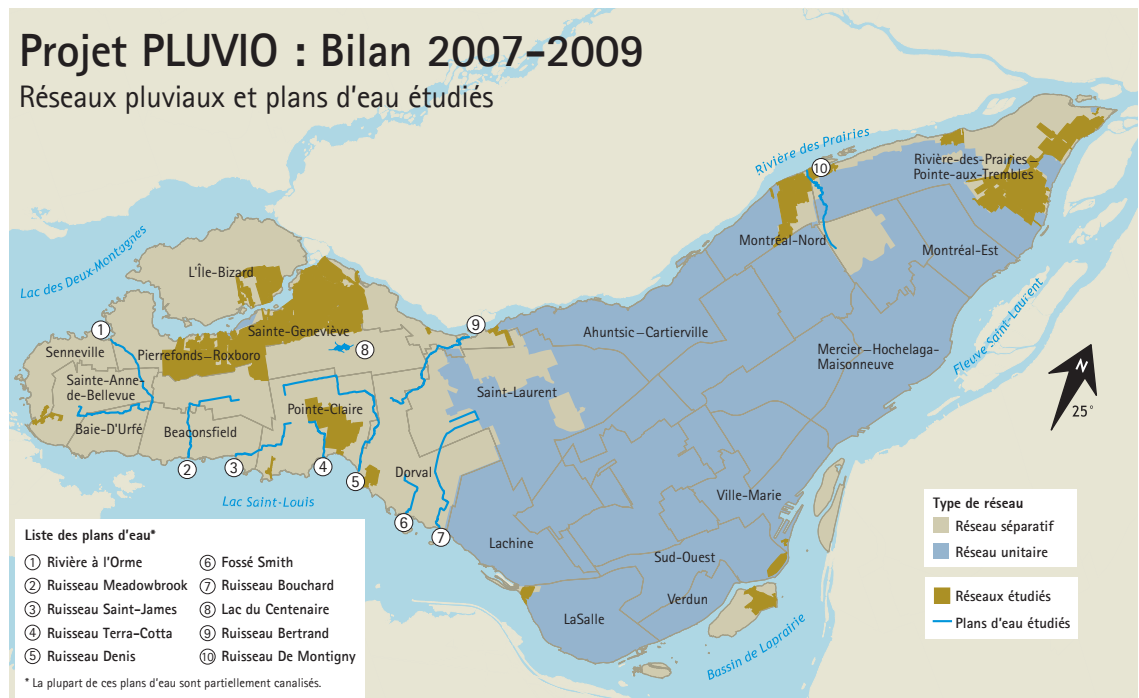 Projet PLUVIO : Bilan 2007-2009
Réseaux pluviaux et plans d'eau étudiés
Rivière des Prairies
10
Rivière-des-Prairies–
Pointe-aux-Trembles
Montréal-Nord
Montréal-Est
Lac des Deux-Montagnes
L'Île-Bizard
1
Senneville
Sainte-Geneviève
Pierrefonds–Roxboro
8
9
Ahuntsic–Cartierville
Fleuve Saint-Laurent
Mercier–Hochelaga-
Maisonneuve
N
25°
Sainte-Anne-
de-Bellevue
Baie-D'Urfé
Beaconsfield
Pointe-Claire
Saint-Laurent
2
3
4
5
Dorval
6
7
Lac Saint-Louis
Lachine
Ville-Marie
Sud-Ouest
Verdun
LaSalle
Bassin de Laprairie
Liste des plans d'eau*
1 Rivière à l'Orme
2 Ruisseau Meadowbrook
3 Ruisseau Saint-James
4 Ruisseau Terra-Cotta
5 Ruisseau Denis
6 Fossé Smith
7 Ruisseau Bouchard
8 Lac du Centenaire
9 Ruisseau Bertrand
10 Ruisseau De Montigny
* La plupart de ces plans d'eau sont partiellement canalisés.
Type de réseau
Réseau séparatif
Réseau unitaire
Réseaux étudiés
Plans d'eau étudiés